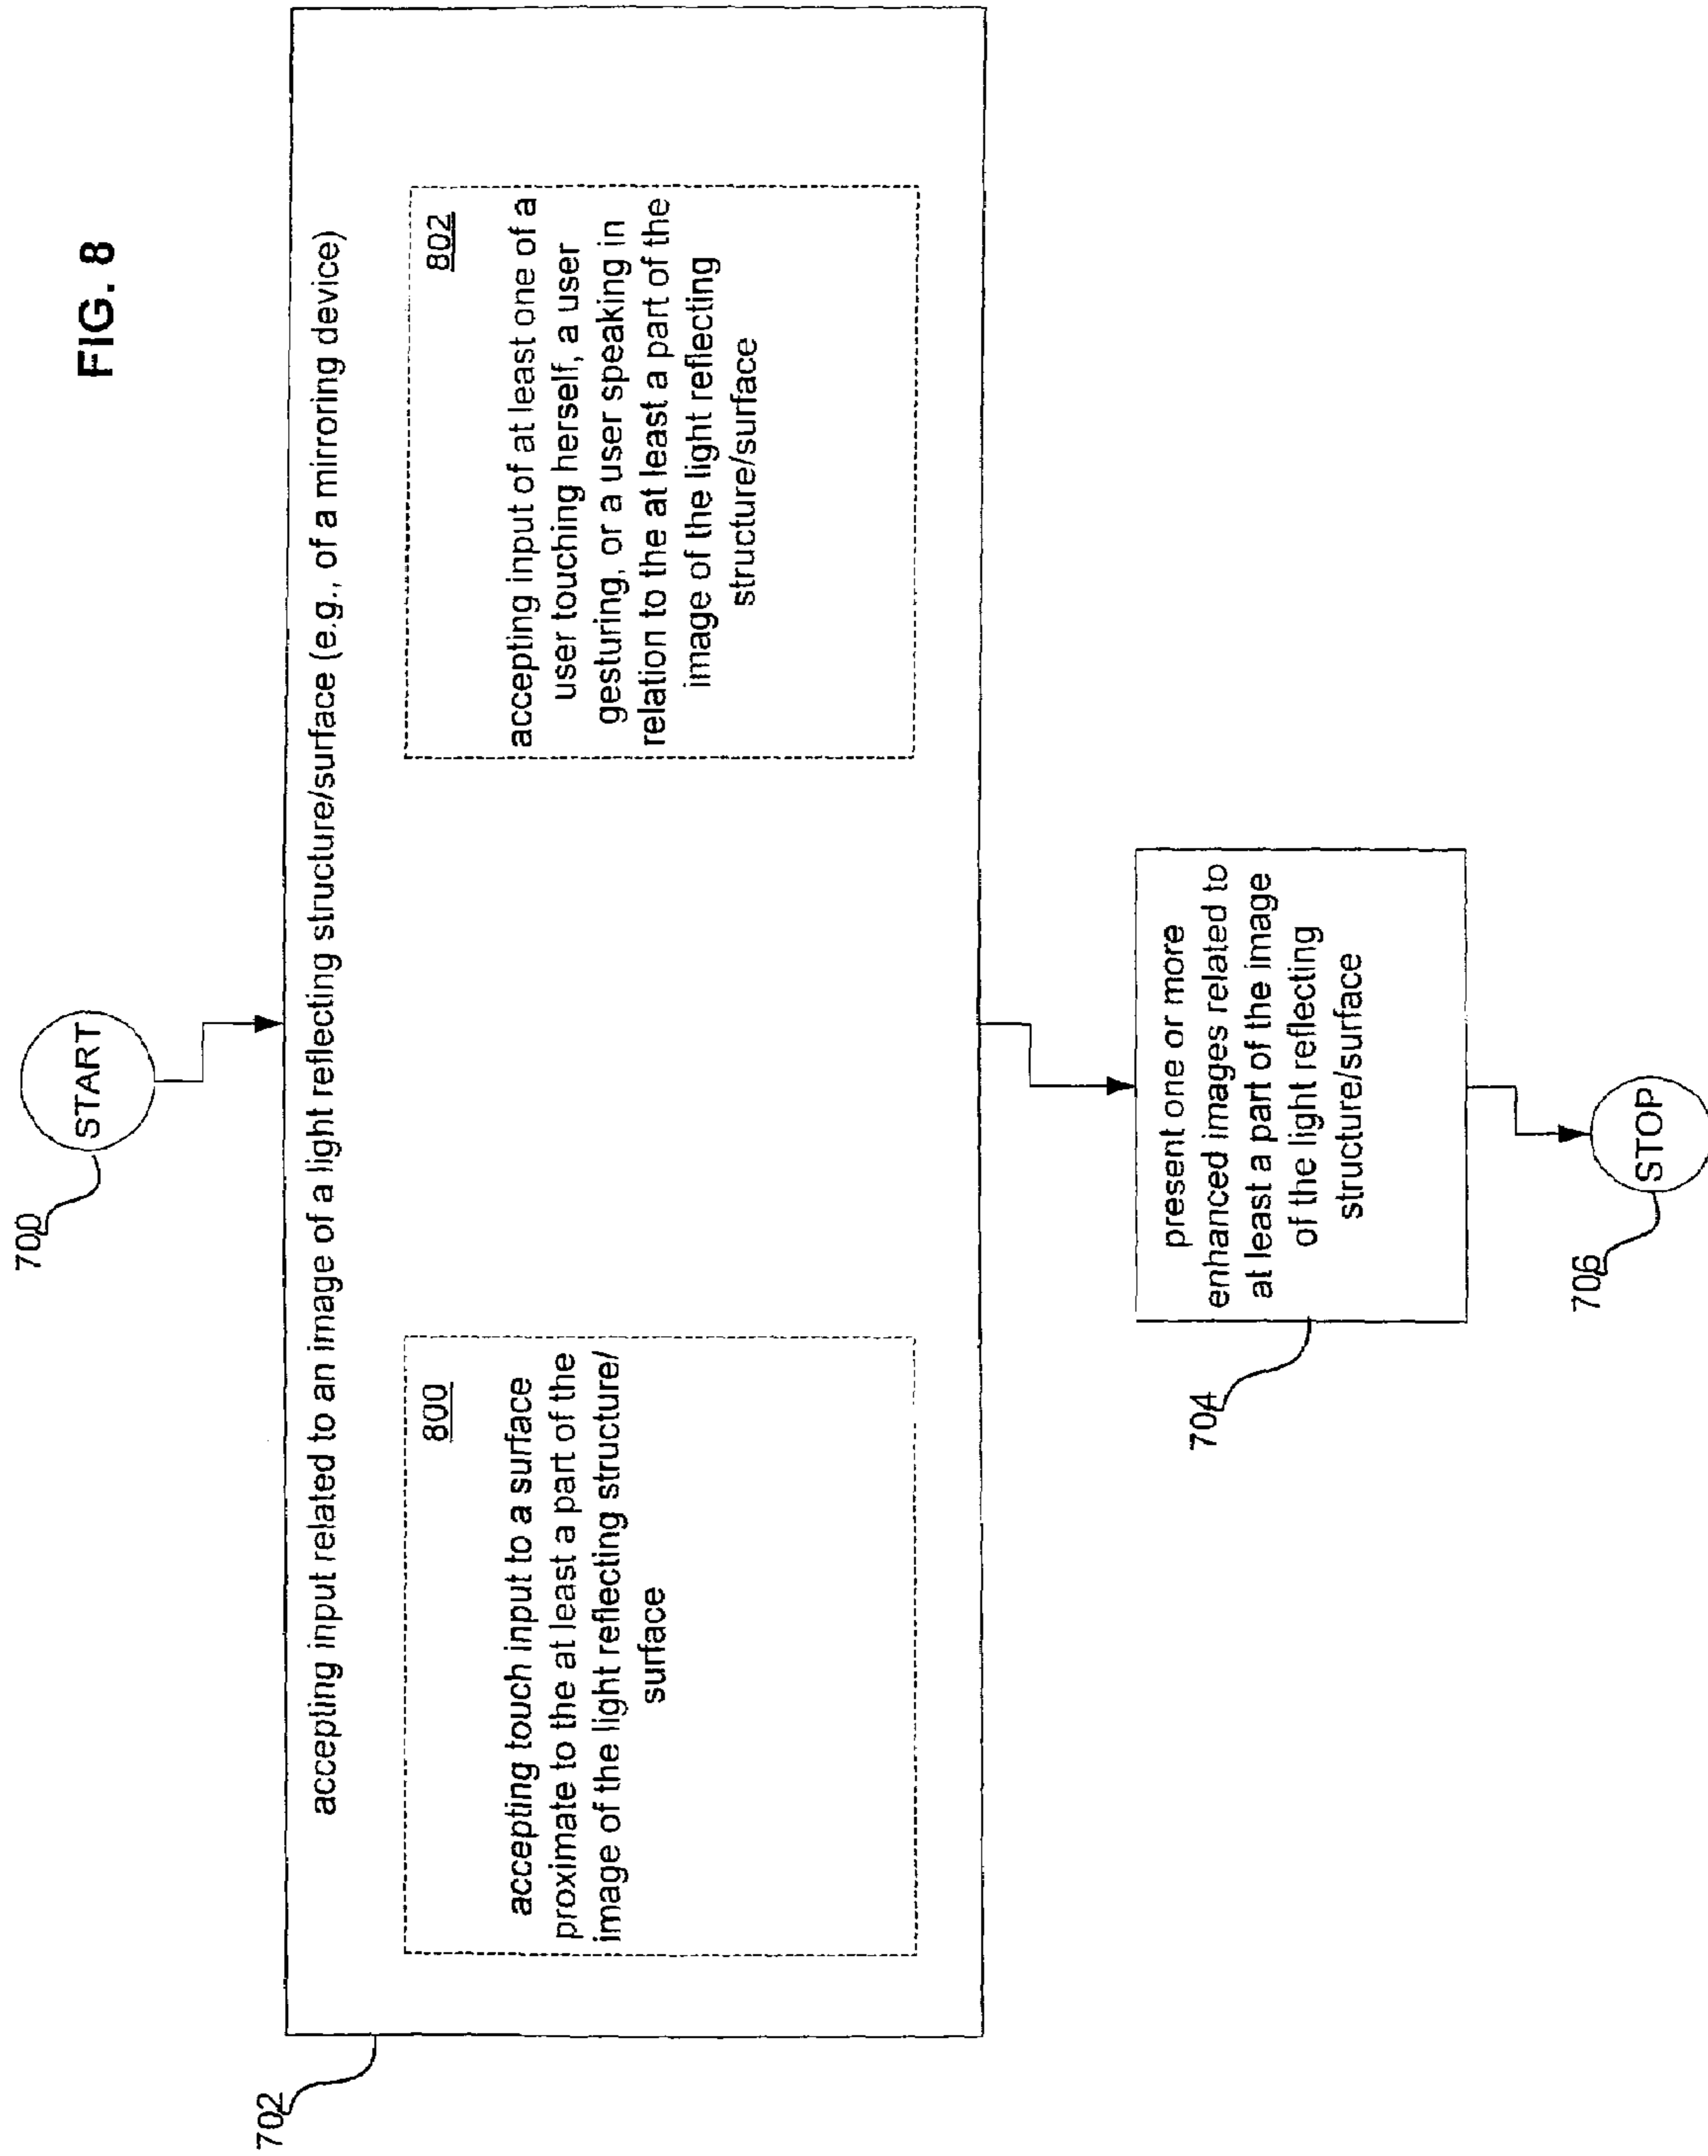 FIG. 8
700
START
702
accepting input related to an image of a light reflecting structure/surface (e.g., of a mirroring device)
800
accepting touch input to a surface
proximate to the at least a part of the
image of the light reflecting structure/
surface
802
accepting input of at least one of a
user touching herself, a user
gesturing, or a user speaking in
relation to the at least a part of the
image of the light reflecting
structure/surface
704
present one or more
enhanced images related to
at least a part of the image
of the light reflecting
structure/surface
706
STOP